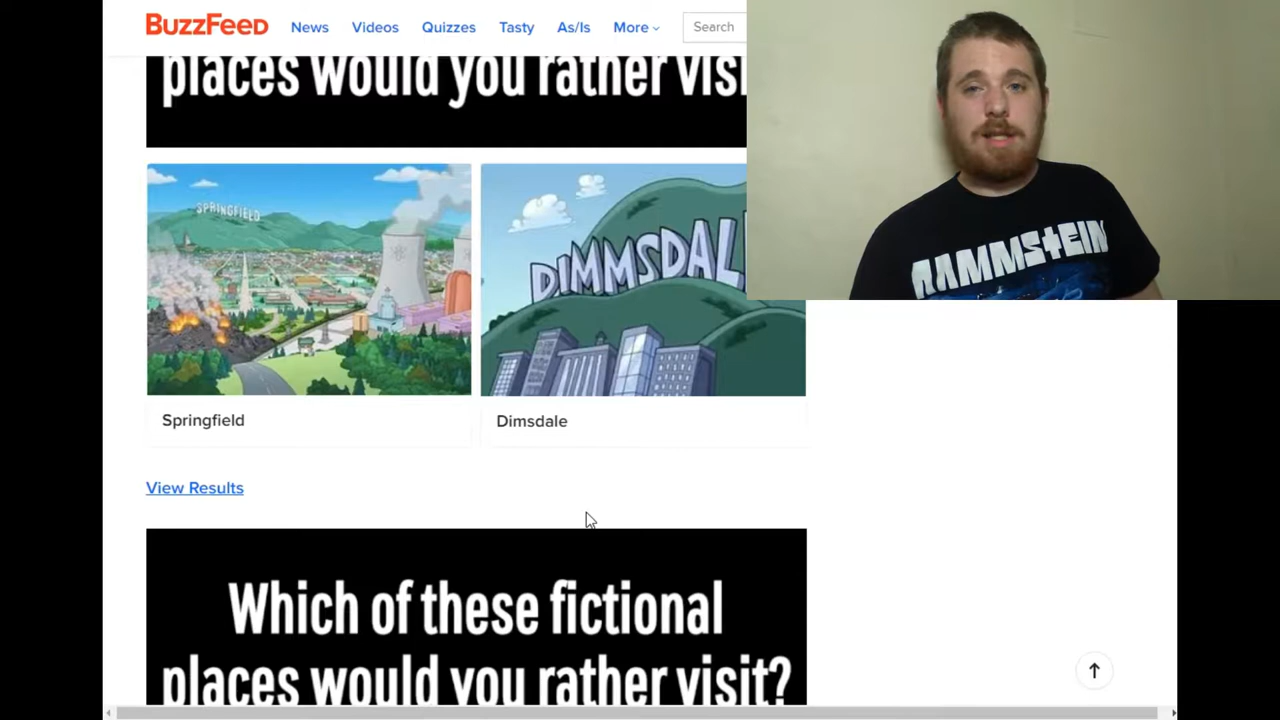 BuzzFeed News Videos Quizzes Tasty As/Is More Search
places would you rather
SPRINGFIELD
DIMMSDAL
RAMMSTEIN
Springfield Dimsdale
View Results
Which of these fictional
places would you rather visit?